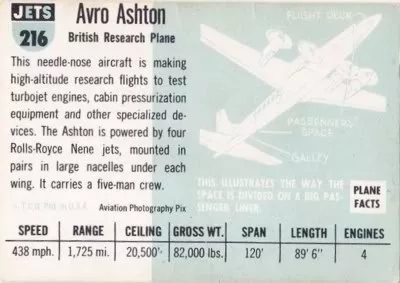 JETS
216
Avro Ashton
British Research Plane
This needle-nose aircraft is making
high-altitude research flights to test
turbojet engines, cabin pressurization
equipment and other specialized de-
vices. The Ashton is powered by four
Rolls-Royce Nene jets, mounted in
pairs in large nacelles under each
wing. It carries a five-man crew.
Aviation Photography Pix
FLIGHT DECK
PASSENGERS'
SPACE
GALLEY
THIS ILLUSTRATES THE WAY THE
SPACE IS DIVIDED ON A BIG PAS-
SENGER LINER.
PLANE
FACTS
SPEED RANGE CEILING GROSS WT. SPAN LENGTH ENGINES
438 mph. 1,725 mi. 20,500' 82,000 lbs. 120' 89' 6" 4